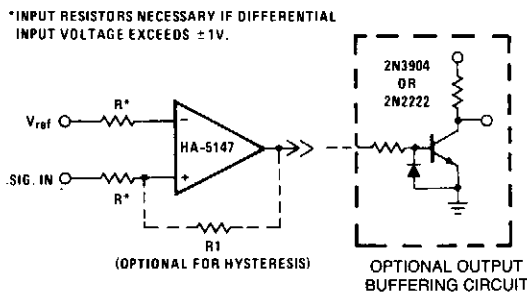 *INPUT RESISTORS NECESSARY IF DIFFERENTIAL
INPUT VOLTAGE EXCEEDS ±1V.
2N3904
OR
2N2222
Vref
R*
−
HA-5147
SIG. IN
R*
+
R1
(OPTIONAL FOR HYSTERESIS)
OPTIONAL OUTPUT
BUFFERING CIRCUIT